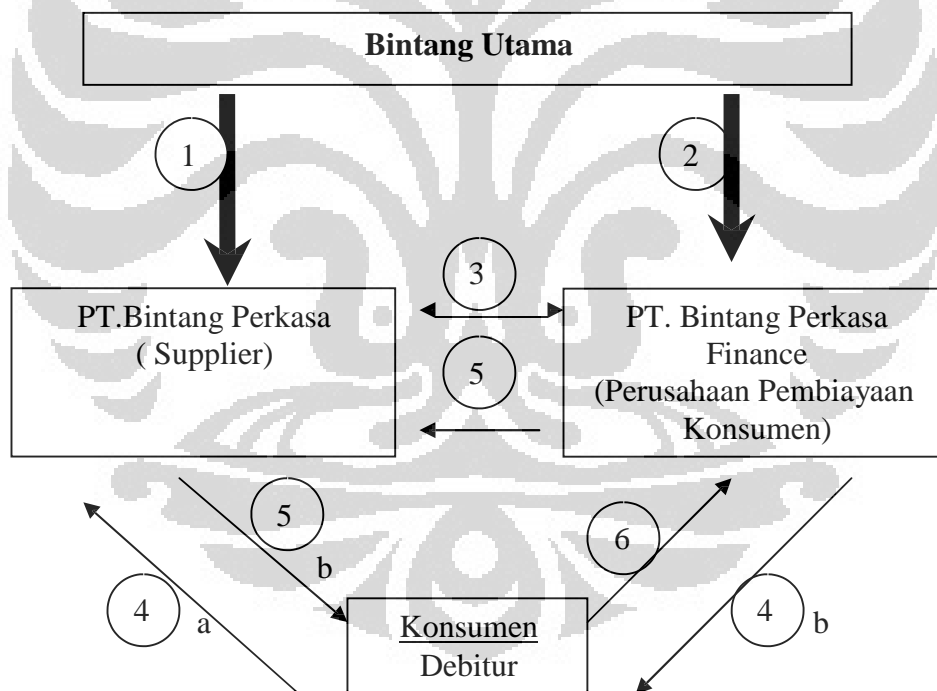 Bintang Utama
1
2
3
PT.Bintang Perkasa
( Supplier)
PT. Bintang Perkasa
Finance
(Perusahaan Pembiayaan
Konsumen)
5
5
b
6
4
a
4
b
Konsumen
Debitur